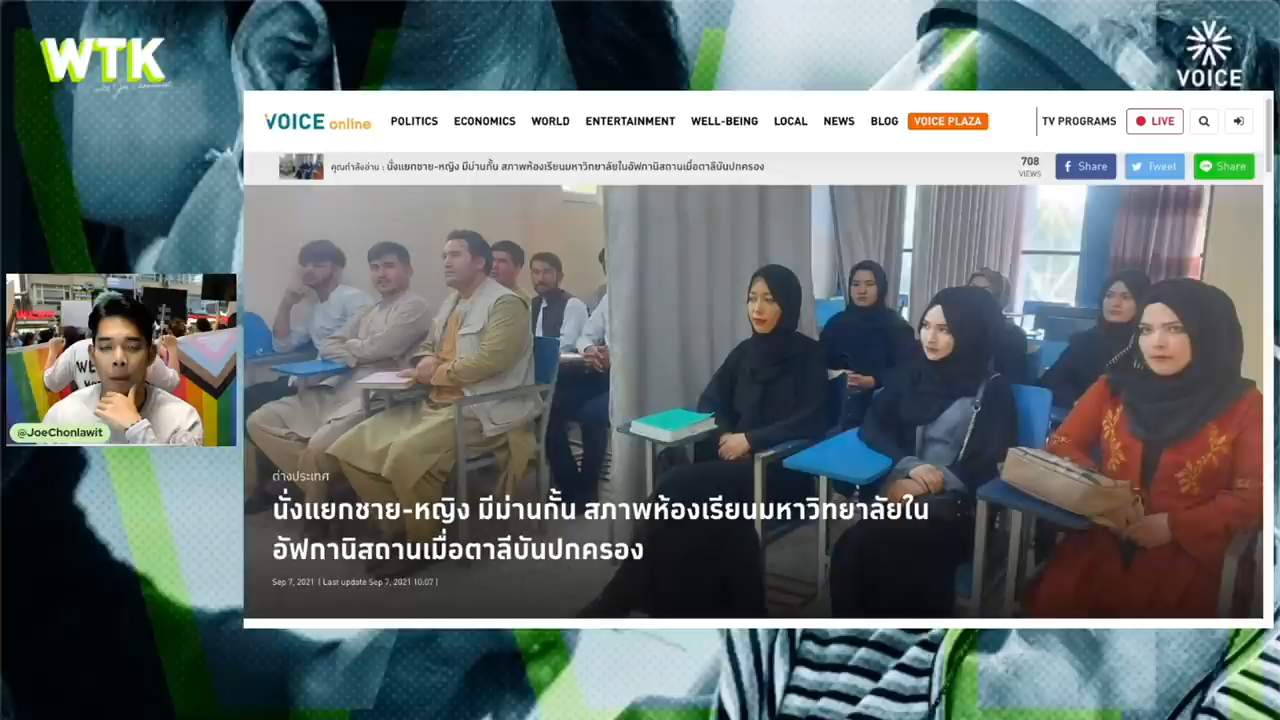 WTK
VOICE
VOICE online POLITICS ECONOMICS WORLD ENTERTAINMENT WELL-BEING LOCAL NEWS BLOG VOICE PLAZA TV PROGRAMS LIVE
คุณกำลังอ่าน : นั่งแยกชาย-หญิง มีม่านกั้น สภาพห้องเรียนมหาวิทยาลัยในอัฟกานิสถานเมื่อตาลีบันปกครอง 708 VIEWS Share Tweet Share
@JoeChonlawit
ต่างประเทศ
นั่งแยกชาย-หญิง มีม่านกั้น สภาพห้องเรียนมหาวิทยาลัยใน
อัฟกานิสถานเมื่อตาลีบันปกครอง
Sep 7, 2021 ( Last update Sep 7, 2021 10:07 )